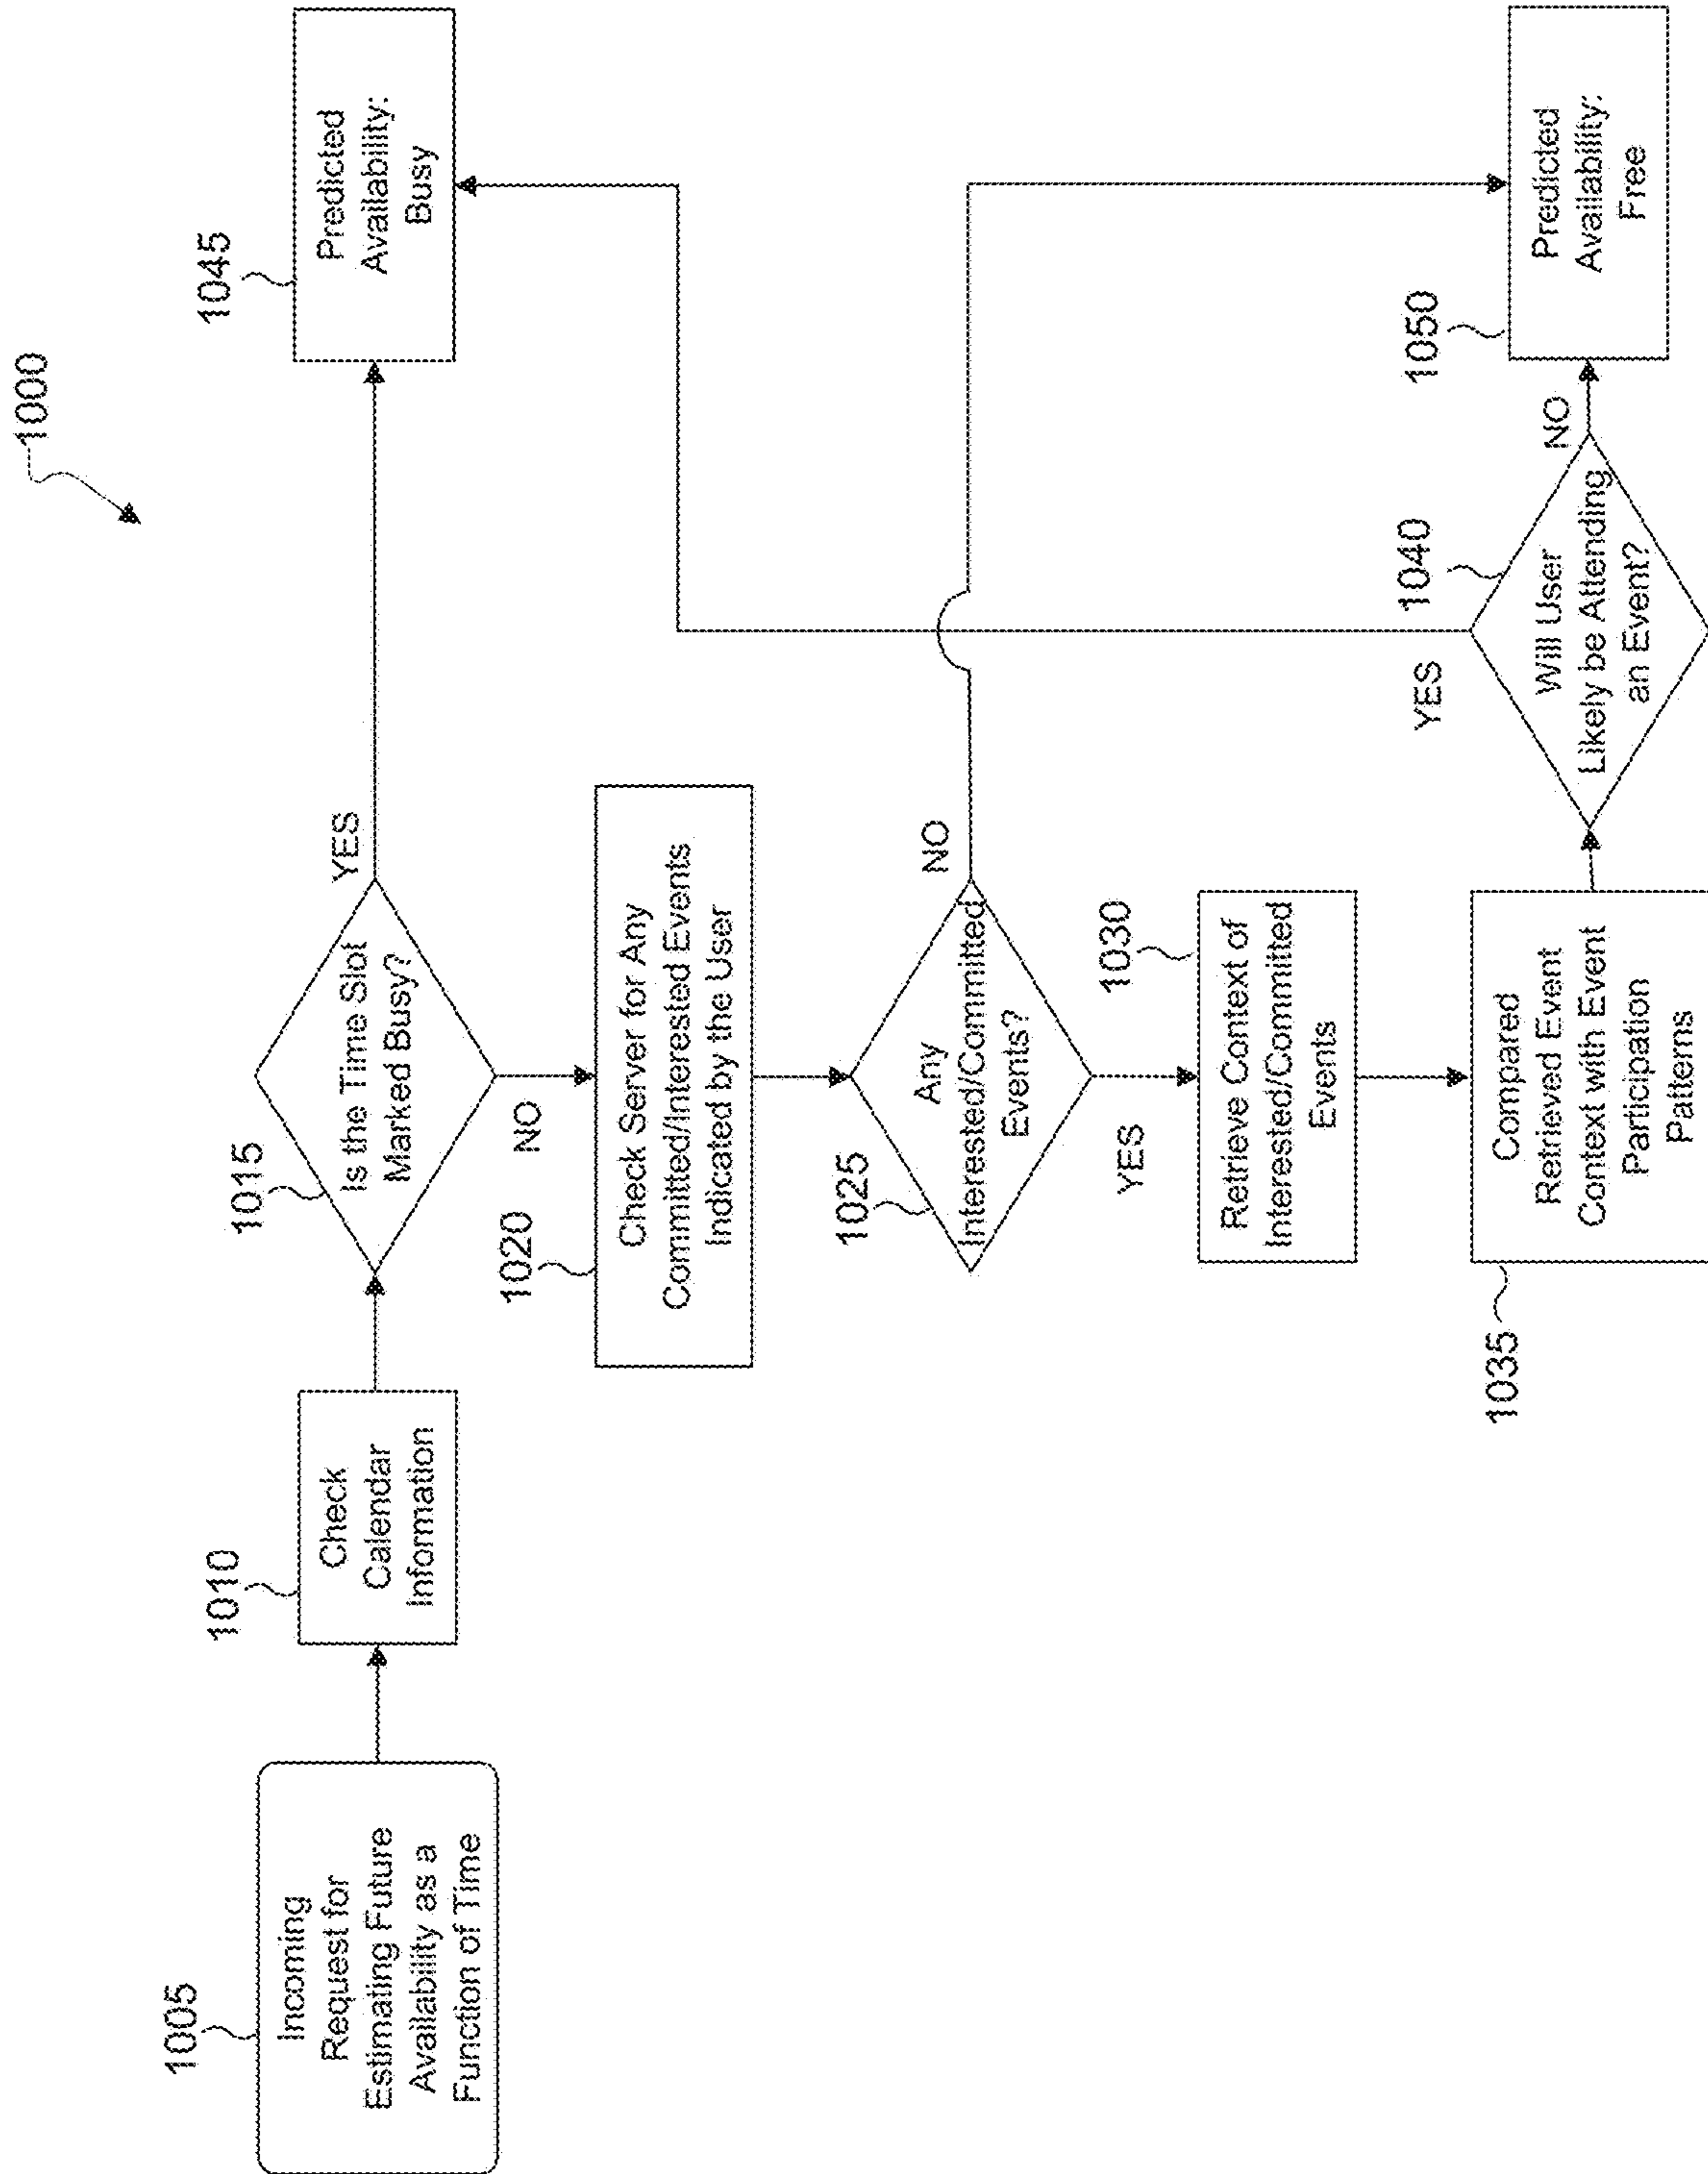 1000
1005
Incoming
Request for
Estimating Future
Availability as a
Function of Time
1010
Check
Calendar
Information
1015
Is the Time Slot
Marked Busy?
YES
NO
1045
Predicted
Availability:
Busy
1020
Check Server for Any
Committed/Interested Events
Indicated by the User
1025
Any
Interested/Committed
Events?
NO
YES
1030
Retrieve Context of
Interested/Committed
Events
1035
Compared
Retrieved Event
Context with Event
Participation
Patterns
1040
Will User
Likely be Attending
an Event?
YES
NO
1050
Predicted
Availability:
Free